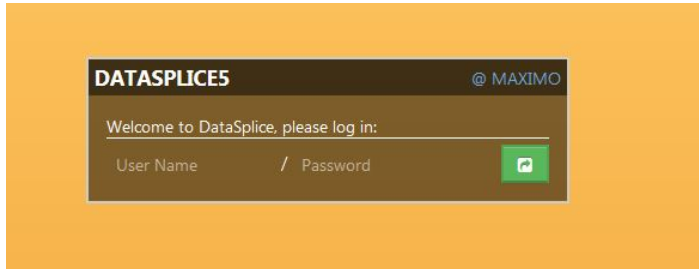 DATASPLICE5 @ MAXIMO
Welcome to DataSplice, please log in:
User Name / Password